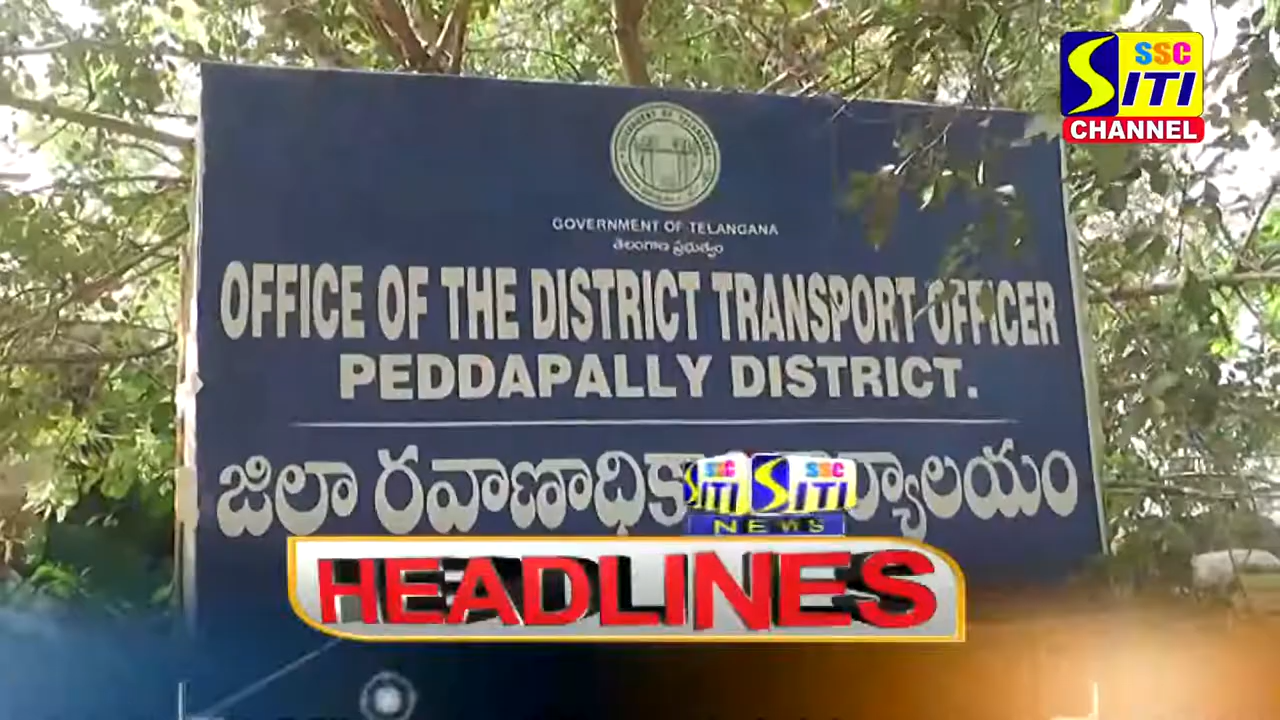 SSC
SITI
CHANNEL
GOVERNMENT OF TELANGANA
తెలంగాణ ప్రభుత్వం
OFFICE OF THE DISTRICT TRANSPORT OFFICER
PEDDAPALLY DISTRICT.
జిలా రవాణాధికా
SSC SSC
SITI SITI
NEWS
HEADLINES